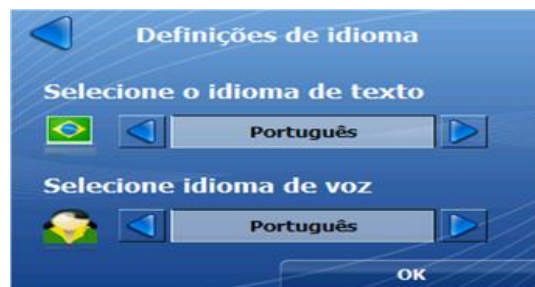 Definições de idioma
Selecione o idioma de texto
Português
Selecione idioma de voz
Português
OK